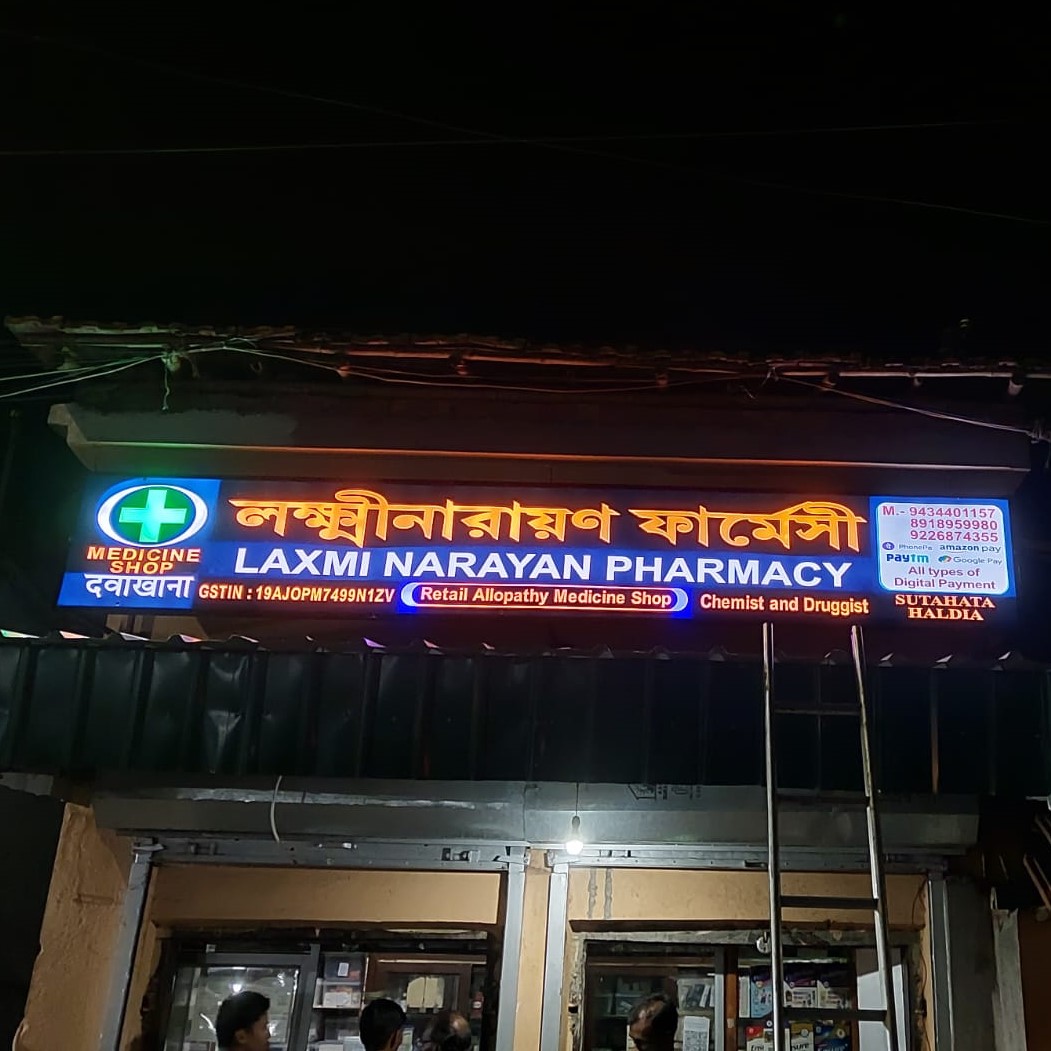 MEDICINE
SHOP
दवाखाना
লক্ষ্মীনারায়ণ ফার্মেসী
LAXMI NARAYAN PHARMACY
GSTIN : 19AJOPM7499N1ZV
Retail Allopathy Medicine Shop
Chemist and Druggist
M.- 9434401157
8918959980
9226874355
PhonePe amazon pay
Paytm Google Pay
All types of
Digital Payment
SUTAHATA
HALDIA